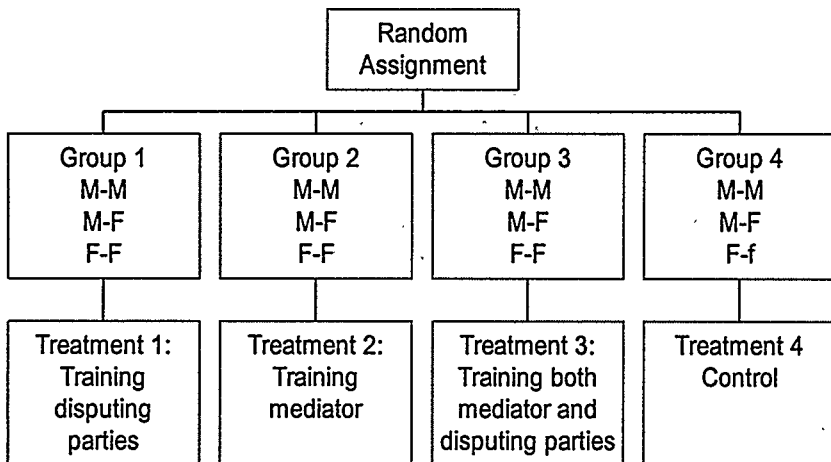 Random
Assignment
Group 1
M-M
M-F
F-F
Group 2
M-M
M-F
F-F
Group 3
M-M
M-F
F-F
Group 4
M-M
M-F
F-f
Treatment 1:
Training
disputing
parties
Treatment 2:
Training
mediator
Treatment 3:
Training both
mediator and
disputing parties
Treatment 4
Control